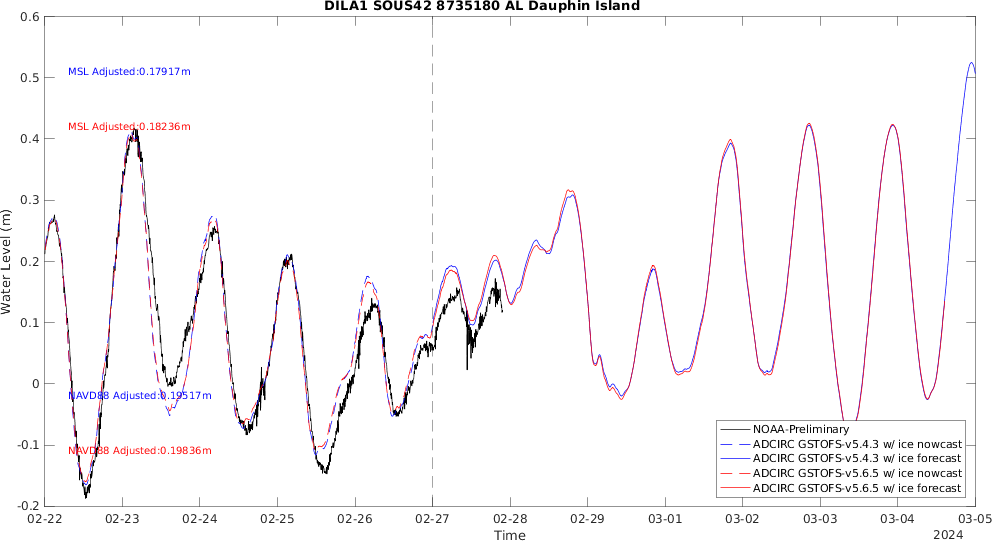 DILA1 SOUS42 8735180 AL Dauphin Island
0.6
0.5
0.4
0.3
0.2
0.1
0
-0.1
-0.2
Water Level (m)
MSL Adjusted:0.17917m
MSL Adjusted:0.18236m
NAVD88 Adjusted:0.19517m
NAVD88 Adjusted:0.19836m
NOAA-Preliminary
ADCIRC GSTOFS-v5.4.3 w/ ice nowcast
ADCIRC GSTOFS-v5.4.3 w/ ice forecast
ADCIRC GSTOFS-v5.6.5 w/ ice nowcast
ADCIRC GSTOFS-v5.6.5 w/ ice forecast
02-22 02-23 02-24 02-25 02-26 02-27 02-28 02-29 03-01 03-02 03-03 03-04 03-05
Time
2024